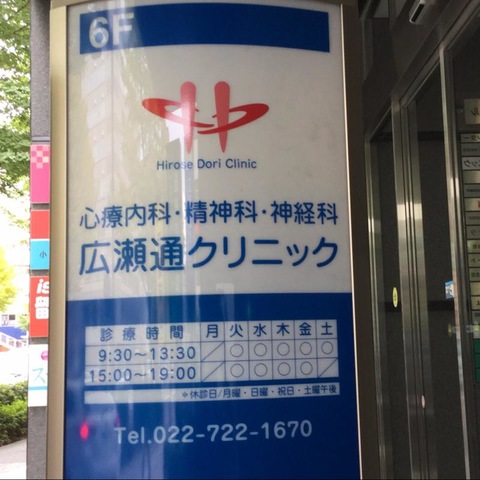 6F
Hirose Dori Clinic
心療内科・精神科・神経科
広瀬通クリニック
診療時間 月 火 水 木 金 土
9:30~13:30 ／ ○ ○ ○ ○ ○
15:00~19:00 ／ ○ ○ ○ ○ ／
＊休診日/月曜・日曜・祝日・土曜午後
Tel.022-722-1670